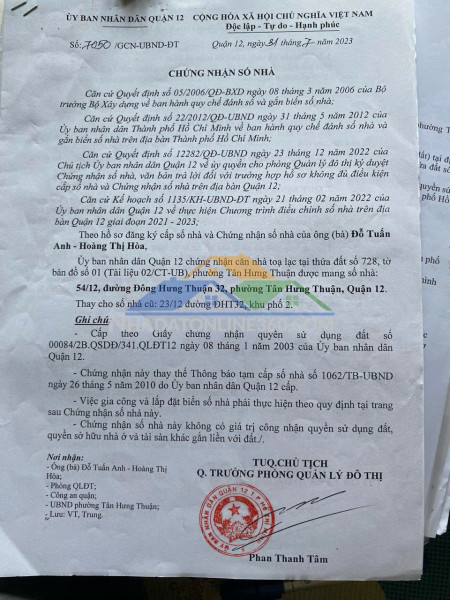 ỦY BAN NHÂN DÂN QUẬN 12 CỘNG HÒA XÃ HỘI CHỦ NGHĨA VIỆT NAM
Độc lập - Tự do - Hạnh phúc
Số: 7050 /GCN-UBND-ĐT Quận 12, ngày 31 tháng 7 năm 2023
CHỨNG NHẬN SỐ NHÀ
Căn cứ Quyết định số 05/2006/QĐ-BXD ngày 08 tháng 3 năm 2006 của Bộ
trưởng Bộ Xây dựng về ban hành quy chế đánh số và gắn biển số nhà;
Căn cứ Quyết định số 22/2012/QĐ-UBND ngày 31 tháng 5 năm 2012 của
Ủy ban nhân dân Thành phố Hồ Chí Minh về ban hành quy chế đánh số nhà và
gắn biển số trên địa bàn Thành phố Hồ Chí Minh;
Căn cứ Quyết định số 12282/QĐ-UBND ngày 23 tháng 12 năm 2022 của
Chủ tịch Ủy ban nhân dân Quận 12 về ủy quyền cho phòng Quản lý đô thị ký duyệt
Chứng nhận số nhà, văn bản trả lời đối với trường hợp hồ sơ không đủ điều kiện
cấp số nhà và Chứng nhận số nhà trên địa bàn Quận 12;
Căn cứ Kế hoạch số 1135/KH-UBND-ĐT ngày 21 tháng 02 năm 2022 của
Ủy ban nhân dân Quận 12 về thực hiện Chương trình điều chỉnh số nhà trên địa
bàn Quận 12 giai đoạn 2021 - 2023;
Theo hồ sơ đăng ký cấp số nhà và Chứng nhận số nhà của ông (bà) Đỗ Tuấn
Anh - Hoàng Thị Hòa,
Ủy ban nhân dân Quận 12 chứng nhận căn nhà toạ lạc tại thửa đất số 728, tờ
bản đồ số 01 (Tài liệu 02/CT-UB), phường Tân Hưng Thuận được mang số nhà:
54/12, đường Đông Hưng Thuận 32, phường Tân Hưng Thuận, Quận 12.
Thay cho số nhà cũ: 23/12 đường ĐHT32, khu phố 2.
Ghi chú:
- Cấp theo Giấy chứng nhận quyền sử dụng đất số
00084/2B.QSDĐ/341.QLĐT12 ngày 08 tháng 1 năm 2003 của Ủy ban nhân dân
Quận 12.
- Chứng nhận này thay thế Thông báo tạm cấp số nhà số 1062/TB-UBND
ngày 26 tháng 5 năm 2010 do Ủy ban nhân dân Quận 12 cấp.
- Việc gia công và lắp đặt biển số nhà phải thực hiện theo quy định tại trang
sau Chứng nhận số nhà này.
- Chứng nhận số nhà này không có giá trị công nhận quyền sử dụng đất,
quyền sở hữu nhà ở và tài sản khác gắn liền với đất./.
Nơi nhận:
- Ông (bà) Đỗ Tuấn Anh - Hoàng Thị
Hòa;
- Phòng QLĐT;
- Công an quận;
- UBND phường Tân Hưng Thuận;
- Lưu: VT, Trung.
TUQ.CHỦ TỊCH
Q. TRƯỞNG PHÒNG QUẢN LÝ ĐÔ THỊ
Phan Thanh Tâm